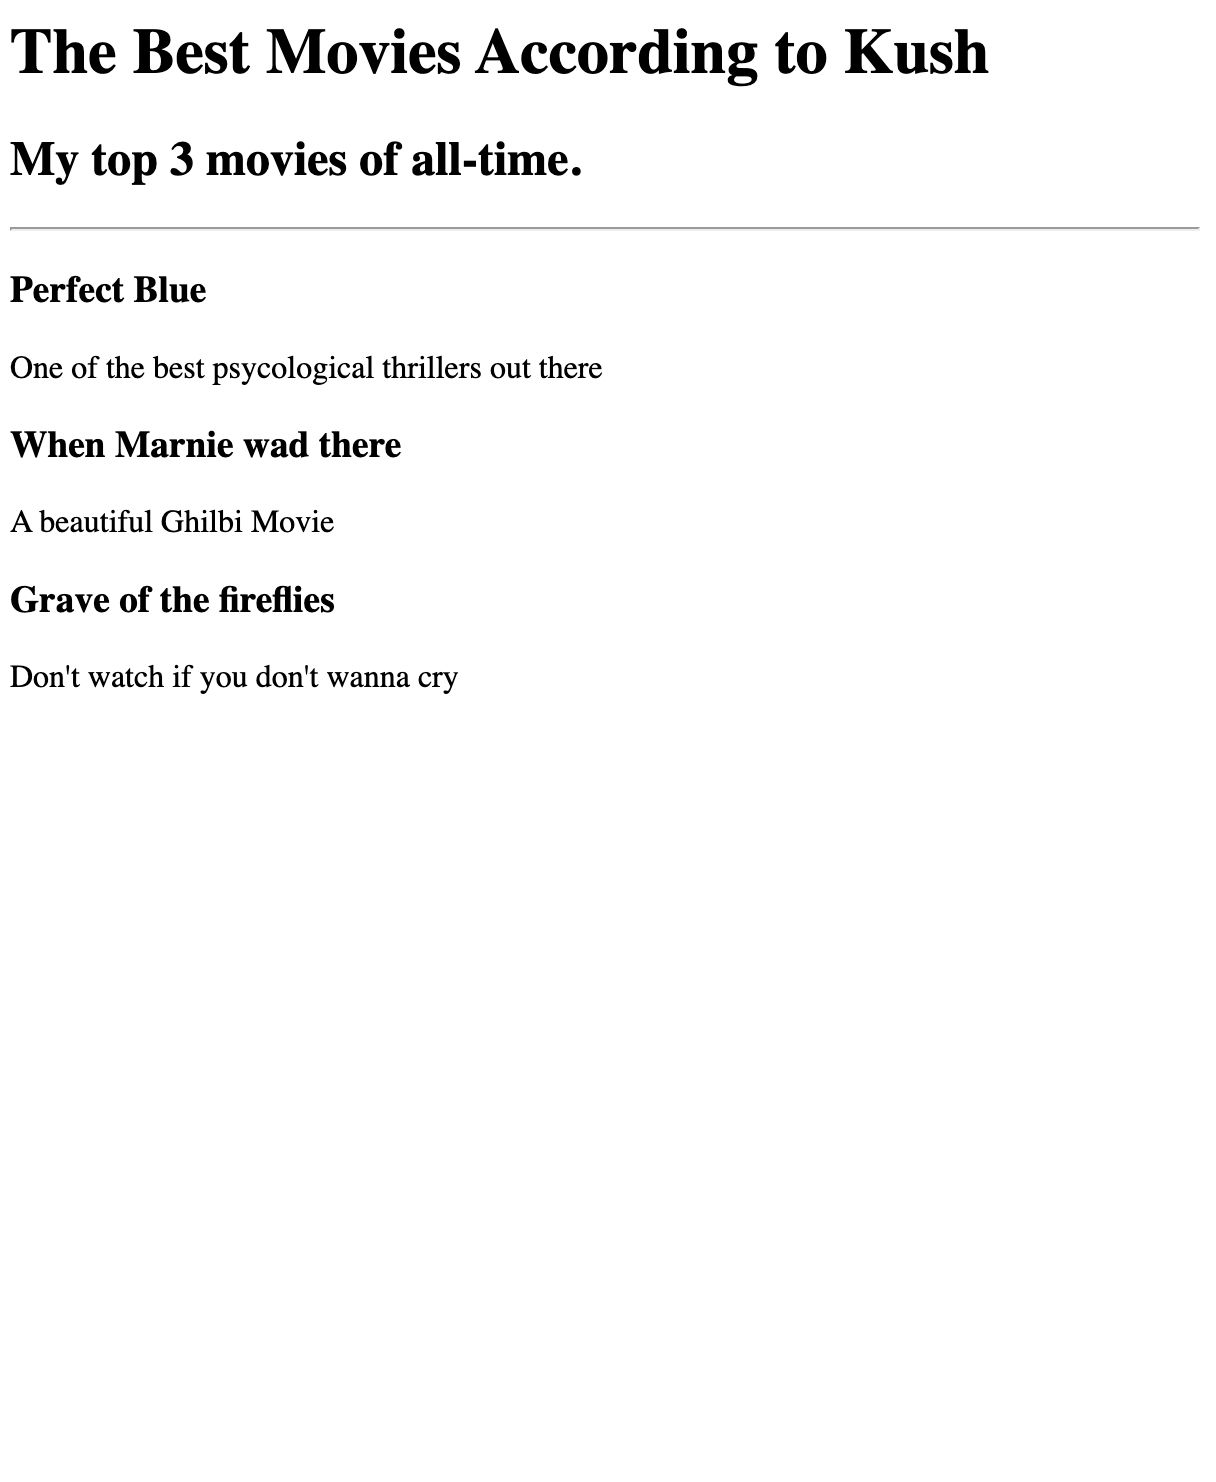 The Best Movies According to Kush
My top 3 movies of all-time.
Perfect Blue
One of the best psycological thrillers out there
When Marnie wad there
A beautiful Ghilbi Movie
Grave of the fireflies
Don't watch if you don't wanna cry